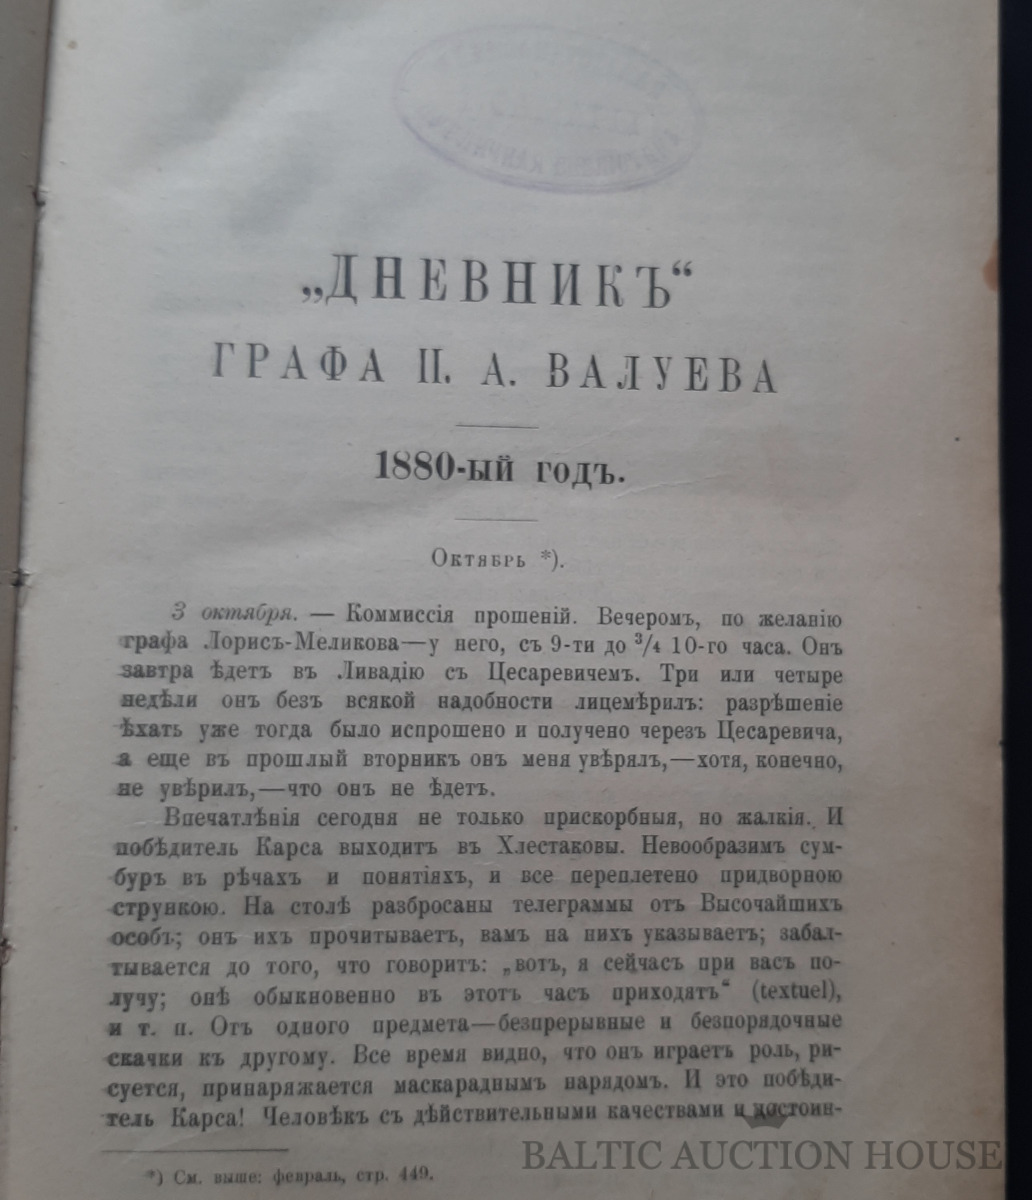 „ДНЕВНИКЪ“
ГРАФА П. А. ВАЛУЕВА
1880-ый годъ.
Октябрь *).
3 октября. — Коммиссія прошеній. Вечеромъ, по желанію
графа Лорисъ-Меликова—у него, съ 9-ти до 3/4 10-го часа. Онъ
завтра ѣдетъ въ Ливадію съ Цесаревичемъ. Три или четыре
недѣли онъ безъ всякой надобности лицемѣрилъ: разрѣшеніе
ѣхать уже тогда было испрошено и получено черезъ Цесаревича,
а еще въ прошлый вторникъ онъ меня увѣрялъ,—хотя, конечно,
не увѣрилъ,—что онъ не ѣдетъ.
Впечатлѣнія сегодня не только прискорбныя, но жалкія. И
побѣдитель Карса выходитъ въ Хлестаковы. Невообразимъ сум-
буръ въ рѣчахъ и понятіяхъ, и все переплетено придворною
стрункою. На столѣ разбросаны телеграммы отъ Высочайшихъ
особъ; онъ ихъ прочитываетъ, вамъ на нихъ указываетъ; забал-
тывается до того, что говоритъ: „вотъ, я сейчасъ при васъ по-
лучу; онѣ обыкновенно въ этотъ часъ приходятъ“ (textuel),
и т. п. Отъ одного предмета—безпрерывные и безпорядочные
скачки къ другому. Все время видно, что онъ играетъ роль, ри-
суется, принаряжается маскараднымъ нарядомъ. И это побѣди-
тель Карса! Человѣкъ съ дѣйствительными качествами и достоин-
*) См. выше: февраль, стр. 449.
BALTIC AUCTION HOUSE